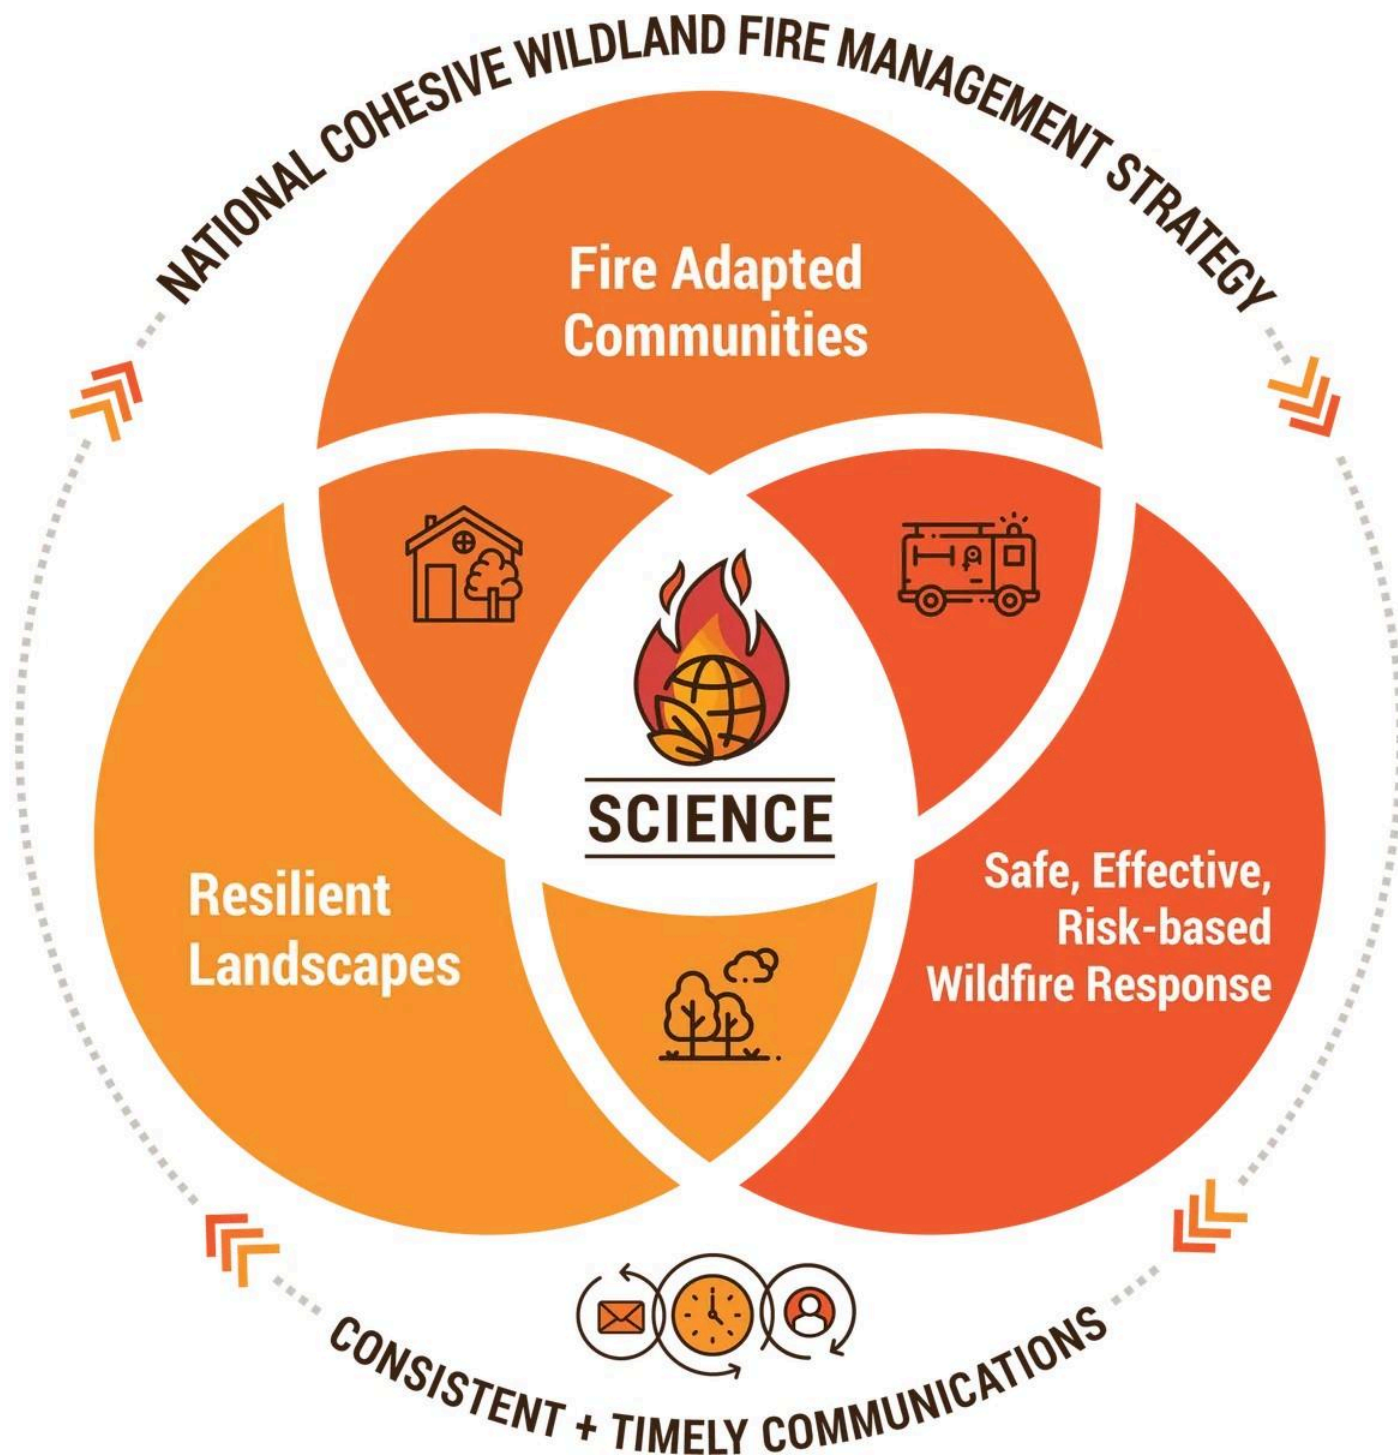 NATIONAL COHESIVE WILDLAND FIRE MANAGEMENT STRATEGY
Fire Adapted
Communities
SCIENCE
Resilient
Landscapes
Safe, Effective,
Risk-based
Wildfire Response
CONSISTENT + TIMELY COMMUNICATIONS